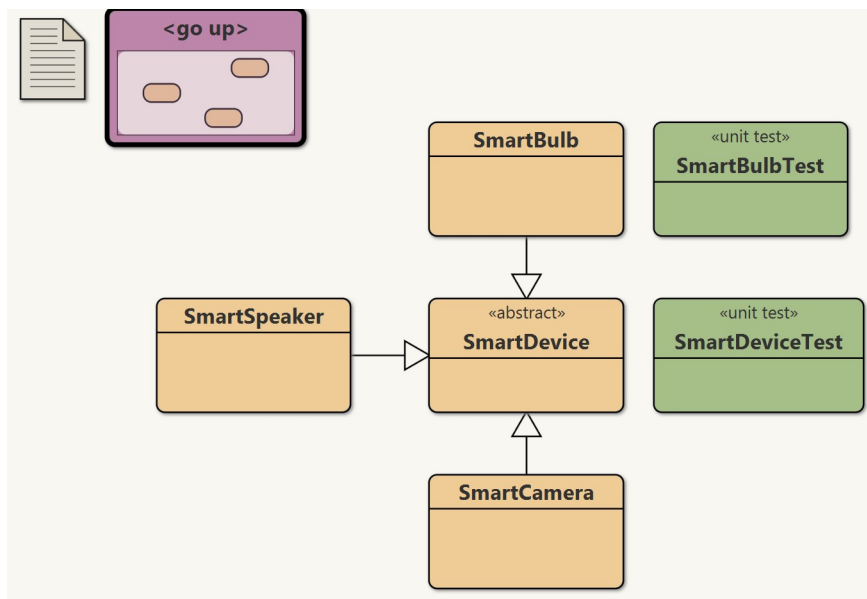 <go up>
SmartBulb
«unit test»
SmartBulbTest
SmartSpeaker
«abstract»
SmartDevice
«unit test»
SmartDeviceTest
SmartCamera